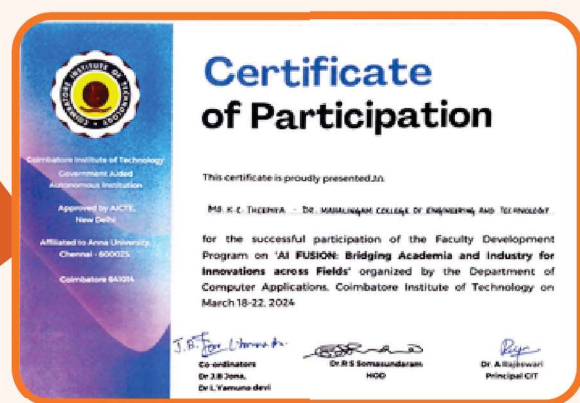 COIMBATORE INSTITUTE OF TECHNOLOGY
Coimbatore Institute of Technology
Government Aided
Autonomous Institution
Approved by AICTE,
New Delhi
Affiliated to Anna University,
Chennai - 600025.
Coimbatore 641014
Certificate
of Participation
This certificate is proudly presented to
MS. K.C. THEEPIKA - DR. MAHALINGAM COLLEGE OF ENGINEERING AND TECHNOLOGY
for the successful participation of the Faculty Development
Program on 'AI FUSION: Bridging Academia and Industry for
Innovations across Fields' organized by the Department of
Computer Applications, Coimbatore Institute of Technology on
March 18-22, 2024
Co-ordinators
Dr J.B Jona,
Dr L Yamuna devi
Dr R S Somasundaram
HOD
Dr. A Rajeswari
Principal CIT